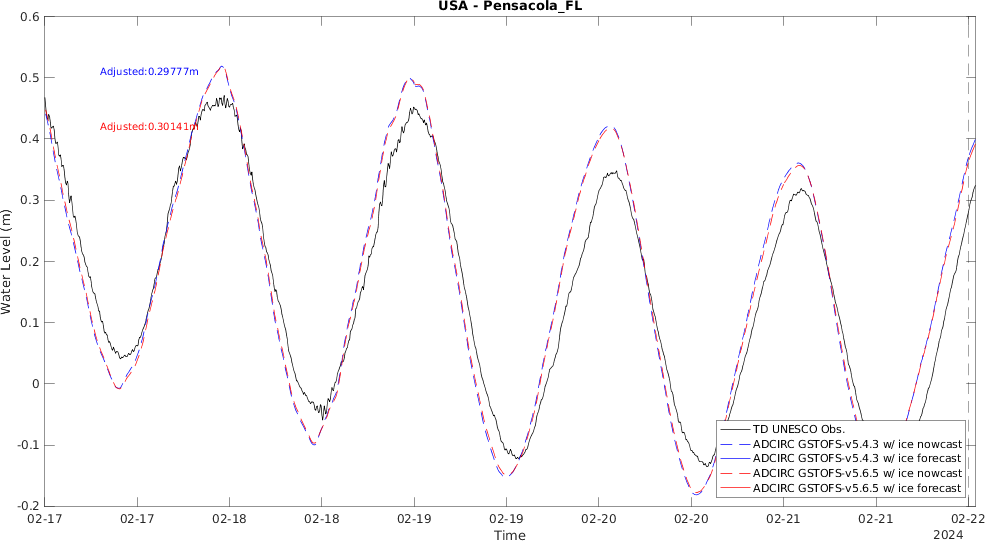 USA - Pensacola_FL
0.6
0.5
0.4
0.3
0.2
0.1
0
-0.1
-0.2
Water Level (m)
Adjusted:0.29777m
Adjusted:0.30141m
TD UNESCO Obs.
ADCIRC GSTOFS-v5.4.3 w/ ice nowcast
ADCIRC GSTOFS-v5.4.3 w/ ice forecast
ADCIRC GSTOFS-v5.6.5 w/ ice nowcast
ADCIRC GSTOFS-v5.6.5 w/ ice forecast
02-17 02-17 02-18 02-18 02-19 02-19 02-20 02-20 02-21 02-21 02-22
Time
2024